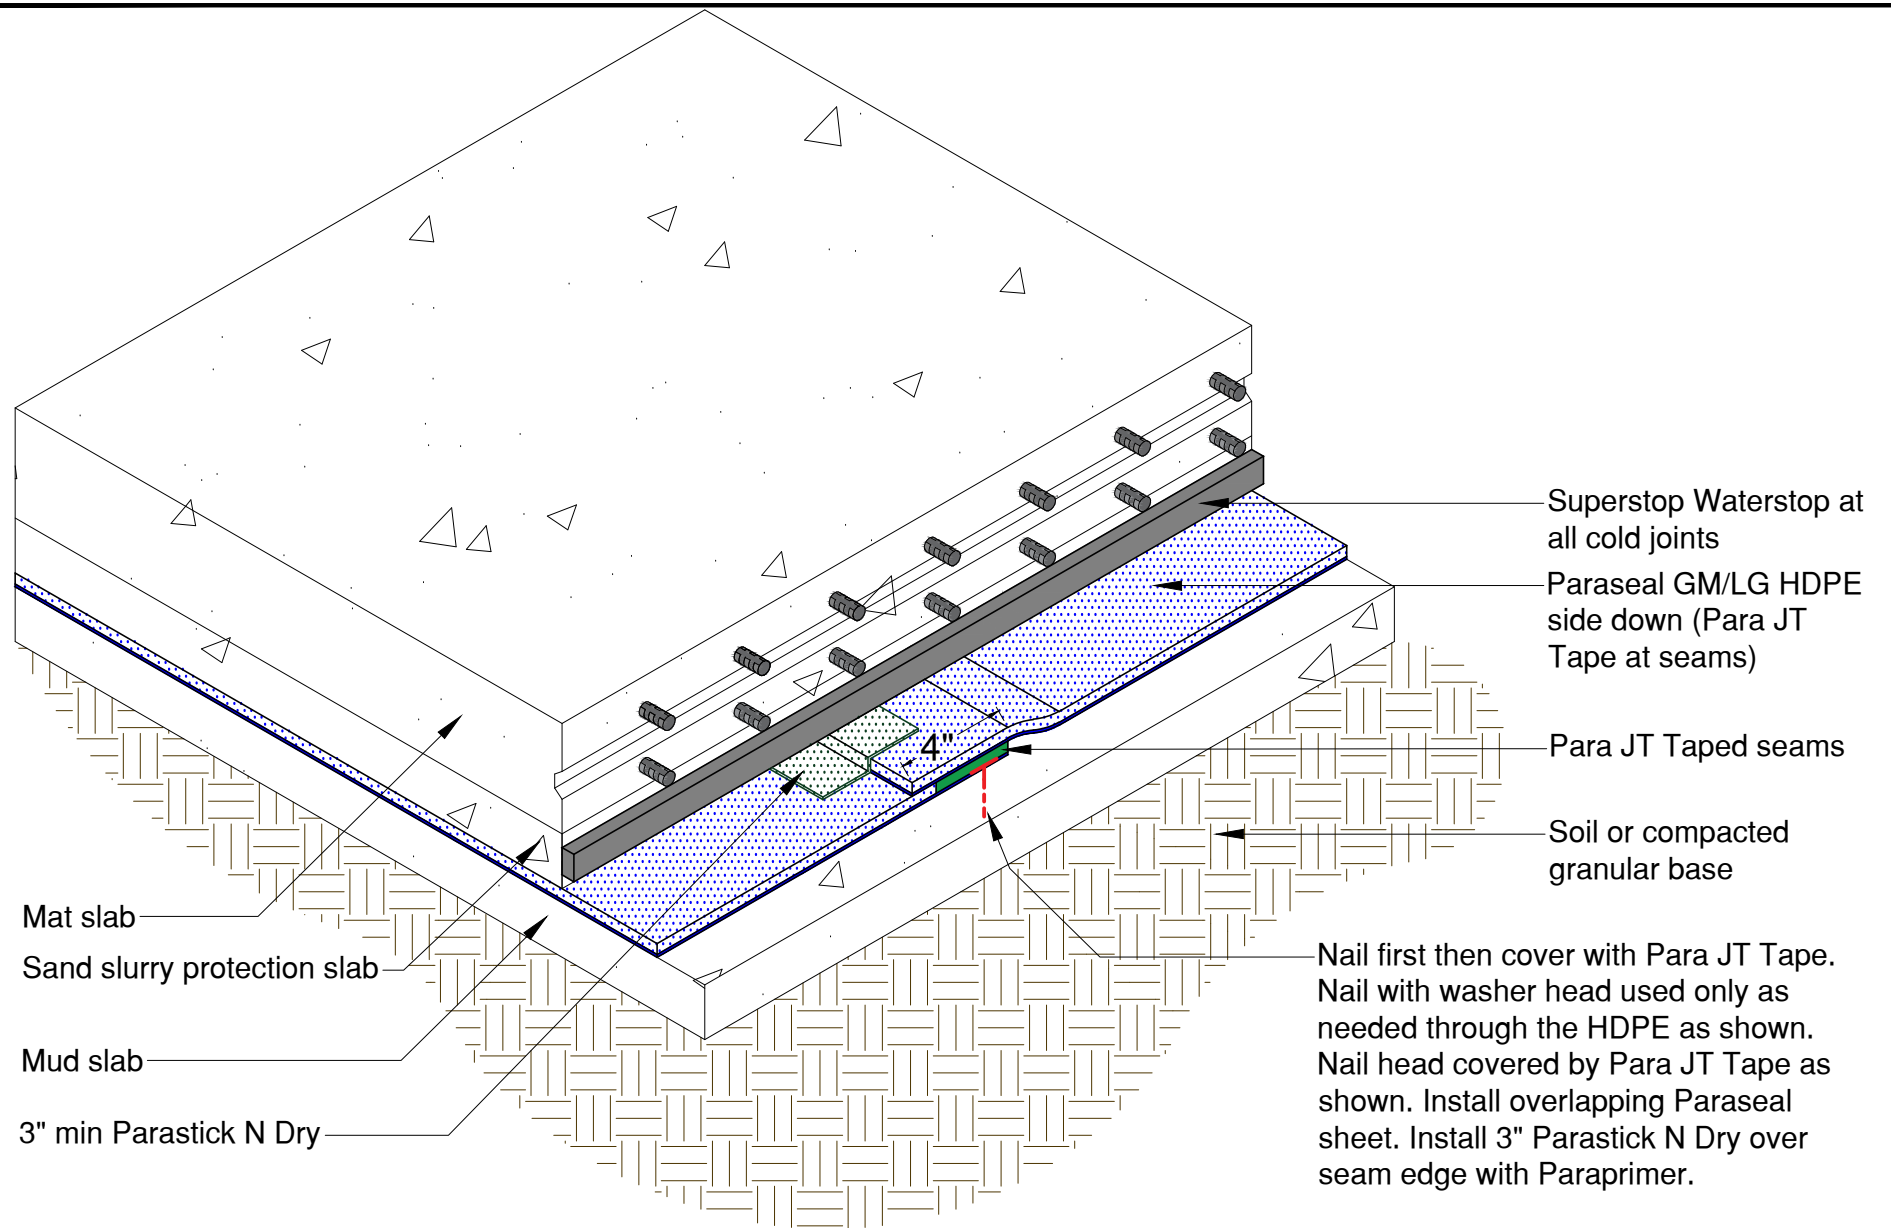 Superstop Waterstop at
all cold joints
Paraseal GM/LG HDPE
side down (Para JT
Tape at seams)
4"
Para JT Taped seams
Soil or compacted
granular base
Mat slab
Sand slurry protection slab
Mud slab
3" min Parastick N Dry
Nail first then cover with Para JT Tape.
Nail with washer head used only as
needed through the HDPE as shown.
Nail head covered by Para JT Tape as
shown. Install overlapping Paraseal
sheet. Install 3" Parastick N Dry over
seam edge with Paraprimer.